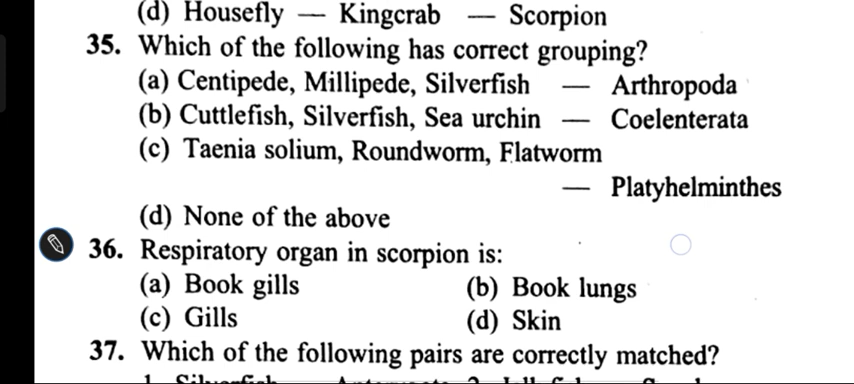 (d) Housefly — Kingcrab — Scorpion
35. Which of the following has correct grouping?
(a) Centipede, Millipede, Silverfish — Arthropoda
(b) Cuttlefish, Silverfish, Sea urchin — Coelenterata
(c) Taenia solium, Roundworm, Flatworm
— Platyhelminthes
(d) None of the above
36. Respiratory organ in scorpion is:
(a) Book gills (b) Book lungs
(c) Gills (d) Skin
37. Which of the following pairs are correctly matched?